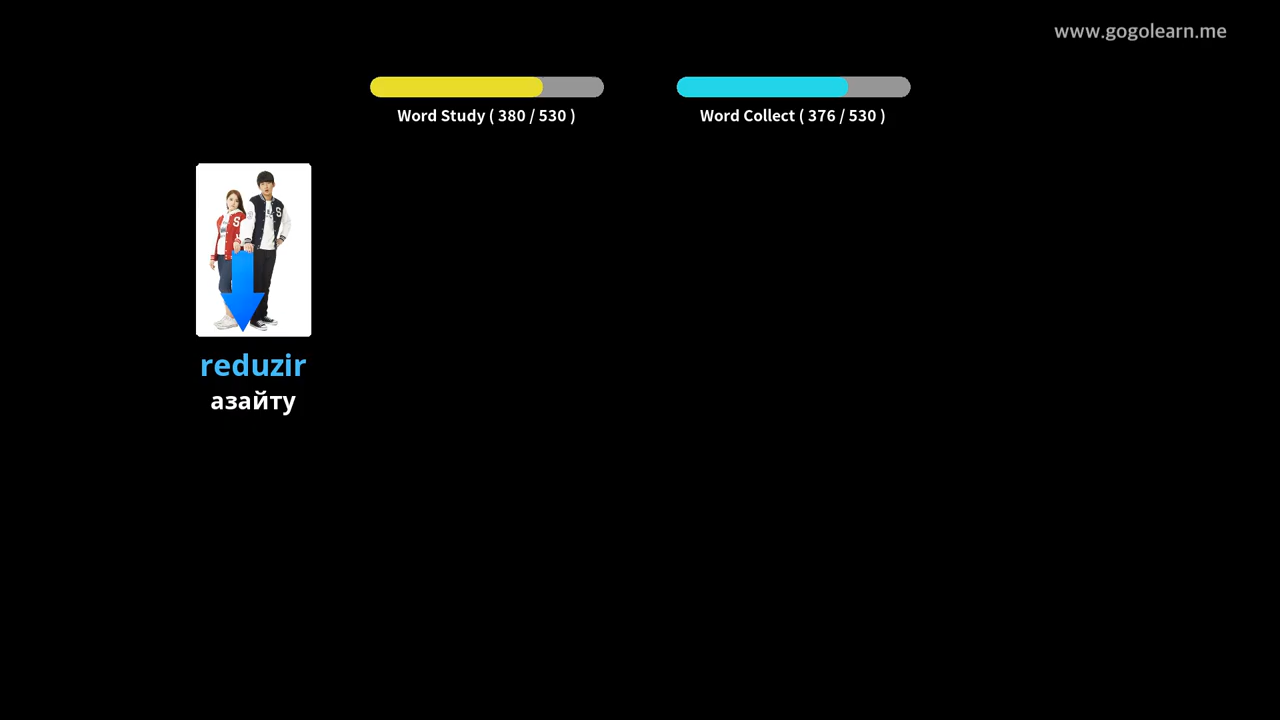 www.gogolearn.me
Word Study ( 380 / 530 )
Word Collect ( 376 / 530 )
S
S
reduzir
азайту